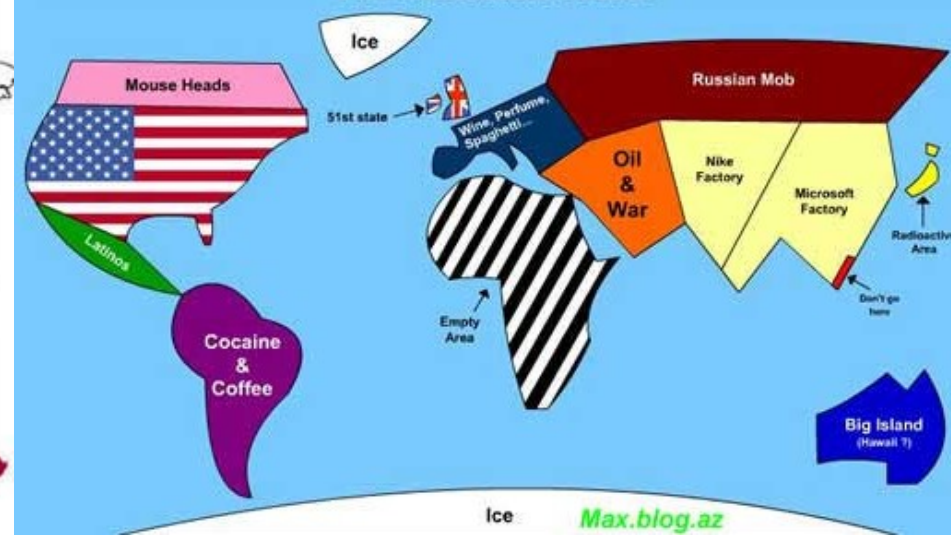 Ice
Mouse Heads
Russian Mob
51st state
Wine, Perfume,
Spaghetti...
Oil
&
War
Nike
Factory
Microsoft
Factory
Latinos
Radioactive
Area
Don't go
here
Empty
Area
Cocaine
&
Coffee
Big Island
(Hawaii ?)
Ice
Max.blog.az